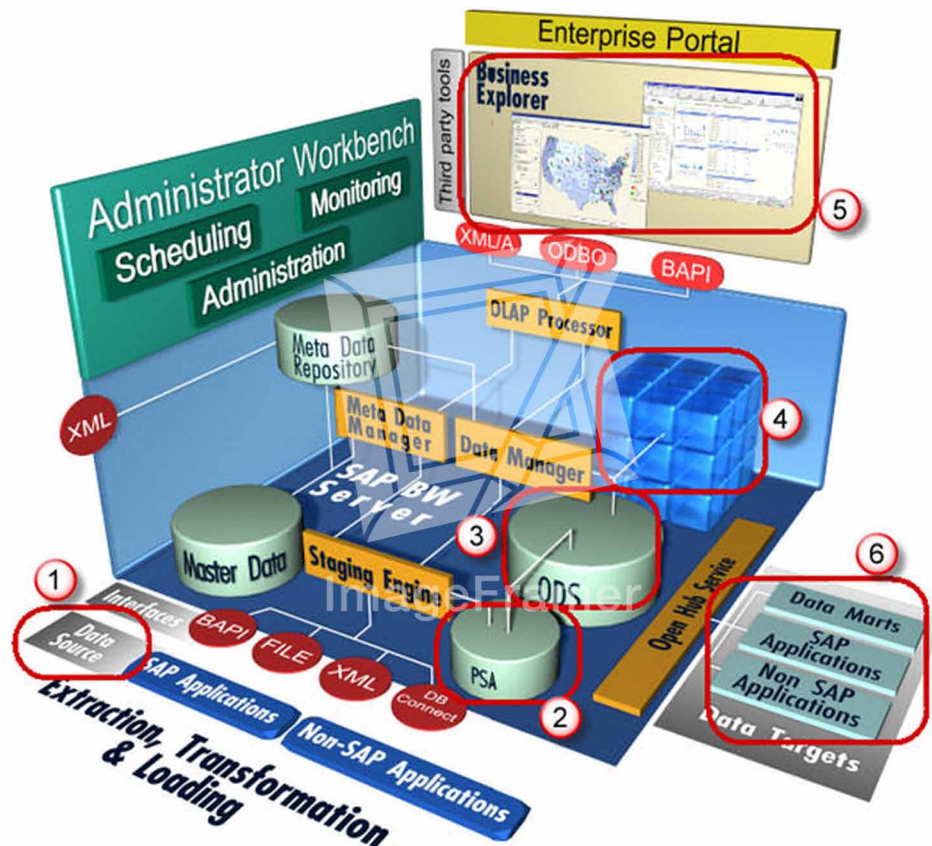 Enterprise Portal
Third party tools
Business
Explorer
5
Administrator Workbench
Scheduling
Monitoring
Administration
XML/A
ODBO
BAPI
OLAP Processor
Meta Data
Repository
4
XML
Meta Data
Manager
Data Manager
SAP BW
Server
3
Master Data
Staging Engine
ODS
ImageFramer
Open Hub Service
6
Data Marts
SAP
Applications
Non SAP
Applications
Data Targets
1
Interfaces
Data
Source
BAPI
FILE
XML
DB
Connect
PSA
2
SAP Applications
Non-SAP Applications
Extraction, Transformation
& Loading